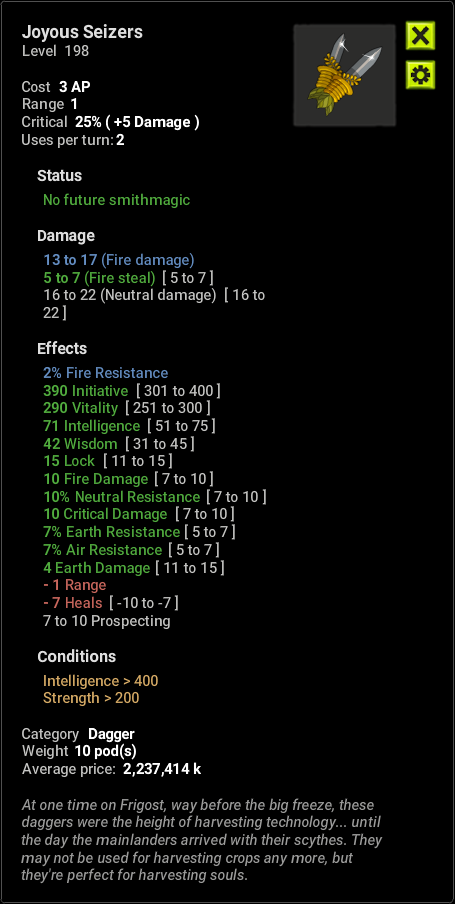 Joyous Seizers
Level 198
Cost 3 AP
Range 1
Critical 25% ( +5 Damage )
Uses per turn: 2
Status
No future smithmagic
Damage
13 to 17 (Fire damage)
5 to 7 (Fire steal) [ 5 to 7 ]
16 to 22 (Neutral damage) [ 16 to
22 ]
Effects
2% Fire Resistance
390 Initiative [ 301 to 400 ]
290 Vitality [ 251 to 300 ]
71 Intelligence [ 51 to 75 ]
42 Wisdom [ 31 to 45 ]
15 Lock [ 11 to 15 ]
10 Fire Damage [ 7 to 10 ]
10% Neutral Resistance [ 7 to 10 ]
10 Critical Damage [ 7 to 10 ]
7% Earth Resistance [ 5 to 7 ]
7% Air Resistance [ 5 to 7 ]
4 Earth Damage [ 11 to 15 ]
- 1 Range
- 7 Heals [ -10 to -7 ]
7 to 10 Prospecting
Conditions
Intelligence > 400
Strength > 200
Category Dagger
Weight 10 pod(s)
Average price: 2,237,414 k
At one time on Frigost, way before the big freeze, these
daggers were the height of harvesting technology... until
the day the mainlanders arrived with their scythes. They
may not be used for harvesting crops any more, but
they're perfect for harvesting souls.